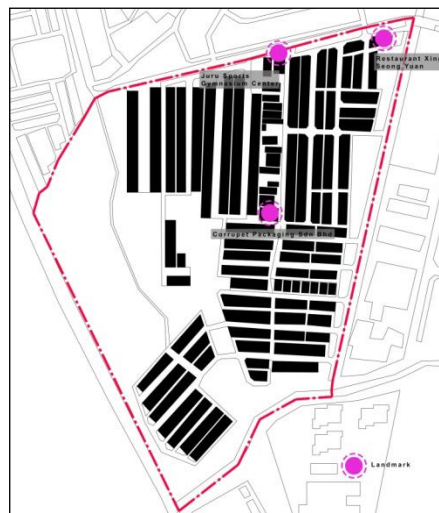 Juru Sports
Gymnasium Center
Restaurant Xing
Seong Yuan
Corrupet Packaging Sdn Bhd
Landmark